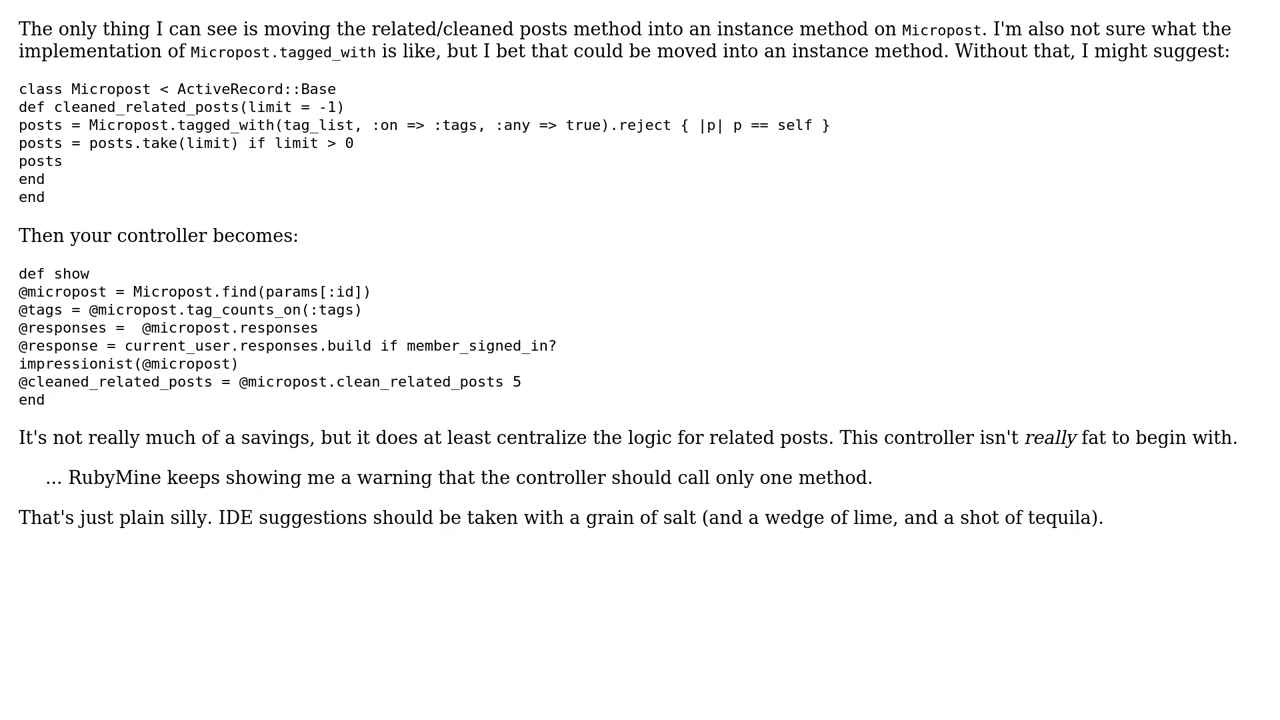 The only thing I can see is moving the related/cleaned posts method into an instance method on Micropost. I'm also not sure what the
implementation of Micropost.tagged_with is like, but I bet that could be moved into an instance method. Without that, I might suggest:
class Micropost < ActiveRecord::Base
def cleaned_related_posts(limit = -1)
posts = Micropost.tagged_with(tag_list, :on => :tags, :any => true).reject { |p| p == self }
posts = posts.take(limit) if limit > 0
posts
end
end
Then your controller becomes:
def show
@micropost = Micropost.find(params[:id])
@tags = @micropost.tag_counts_on(:tags)
@responses =  @micropost.responses
@response = current_user.responses.build if member_signed_in?
impressionist(@micropost)
@cleaned_related_posts = @micropost.clean_related_posts 5
end
It's not really much of a savings, but it does at least centralize the logic for related posts. This controller isn't really fat to begin with.
... RubyMine keeps showing me a warning that the controller should call only one method.
That's just plain silly. IDE suggestions should be taken with a grain of salt (and a wedge of lime, and a shot of tequila).